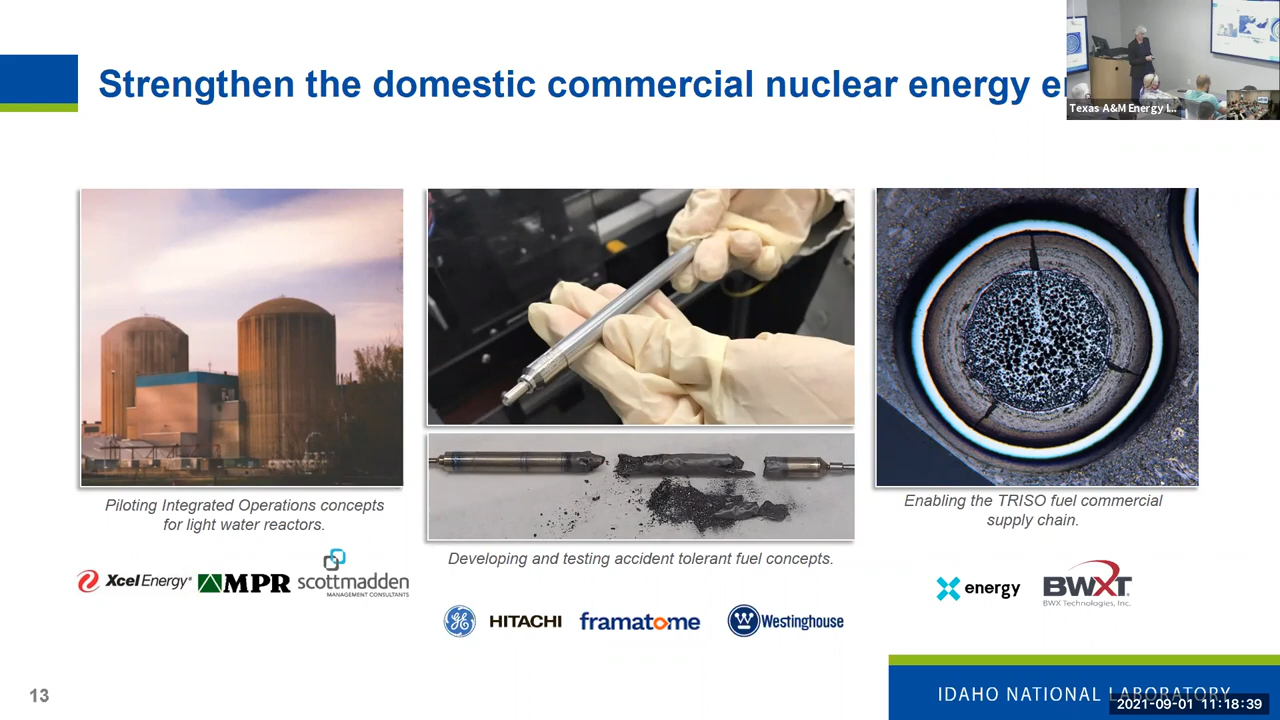 Strengthen the domestic commercial nuclear energy
Texas A&M Energy I...
Piloting Integrated Operations concepts
for light water reactors.
Xcel Energy®
MPR
scottmadden
MANAGEMENT CONSULTANTS
Developing and testing accident tolerant fuel concepts.
GE
HITACHI
framatome
W
Westinghouse
Enabling the TRISO fuel commercial
supply chain.
X energy
BWXT
BWX Technologies, Inc.
13
IDAHO NATIONAL LABORATORY
2021-09-01 11:18:39